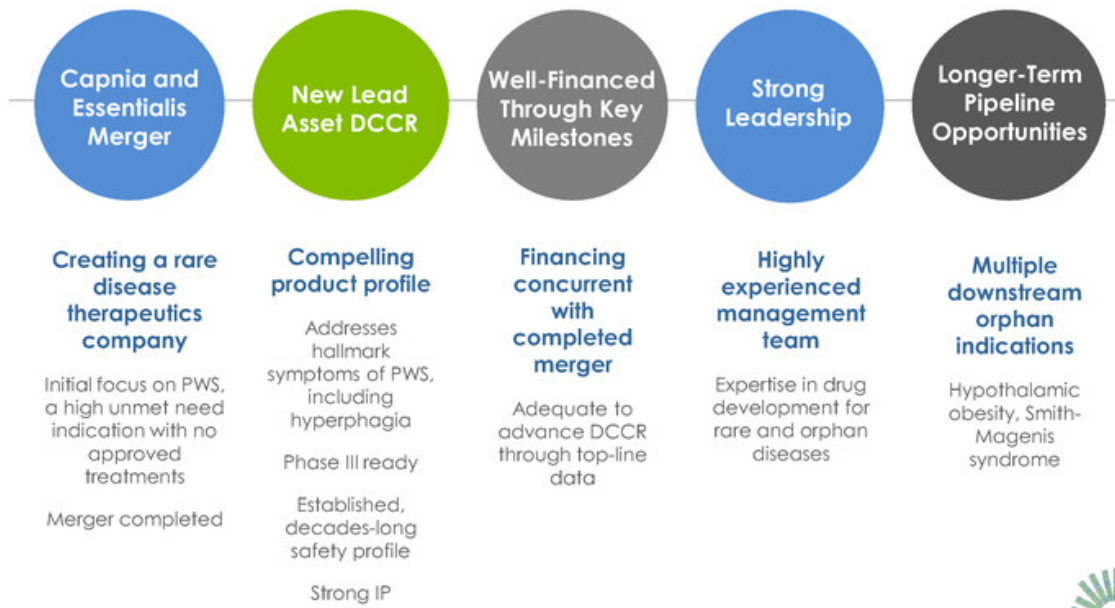 Capnia and
Essentialis
Merger
New Lead
Asset DCCR
Well-Financed
Through Key
Milestones
Strong
Leadership
Longer-Term
Pipeline
Opportunities
Creating a rare
disease
therapeutics
company
Initial focus on PWS,
a high unmet need
indication with no
approved
treatments
Merger completed
Compelling
product profile
Addresses
hallmark
symptoms of PWS,
including
hyperphagia
Phase III ready
Established,
decades-long
safety profile
Strong IP
Financing
concurrent
with
completed
merger
Adequate to
advance DCCR
through top-line
data
Highly
experienced
management
team
Expertise in drug
development for
rare and orphan
diseases
Multiple
downstream
orphan
indications
Hypothalamic
obesity, Smith-
Magenis
syndrome